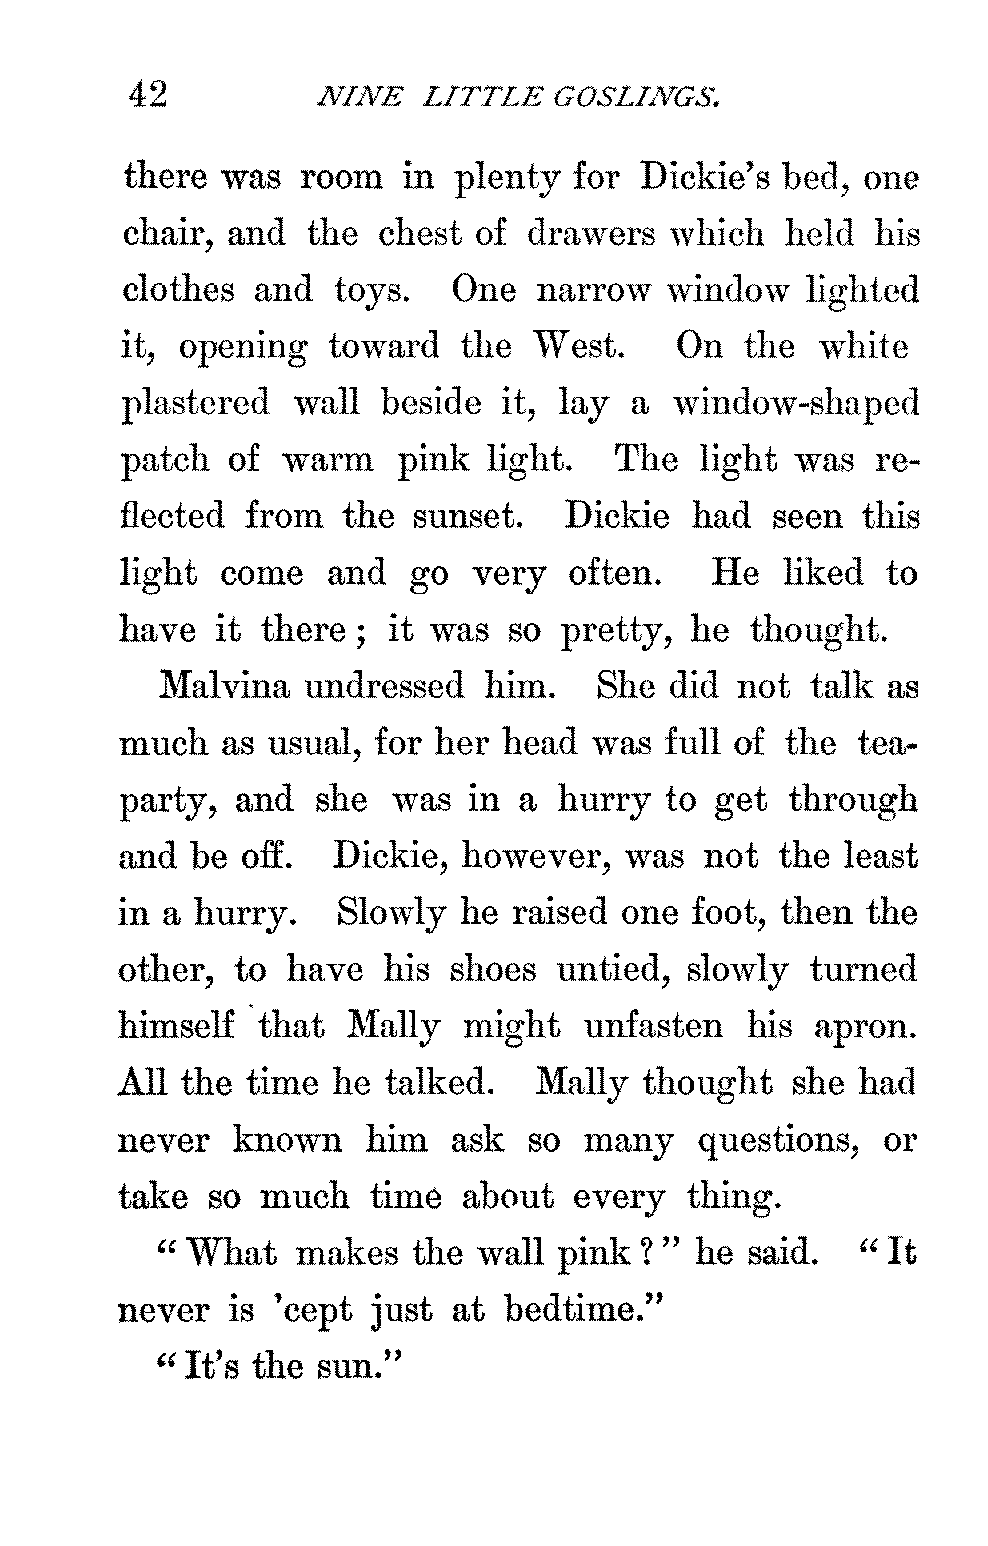 42 NINE LITTLE GOSLINGS.
there was room in plenty for Dickie's bed, one
chair, and the chest of drawers which held his
clothes and toys. One narrow window lighted
it, opening toward the West. On the white
plastered wall beside it, lay a window-shaped
patch of warm pink light. The light was re-
flected from the sunset. Dickie had seen this
light come and go very often. He liked to
have it there; it was so pretty, he thought.
Malvina undressed him. She did not talk as
much as usual, for her head was full of the tea-
party, and she was in a hurry to get through
and be off. Dickie, however, was not the least
in a hurry. Slowly he raised one foot, then the
other, to have his shoes untied, slowly turned
himself that Mally might unfasten his apron.
All the time he talked. Mally thought she had
never known him ask so many questions, or
take so much time about every thing.
"What makes the wall pink?" he said. "It
never is 'cept just at bedtime."
"It's the sun."